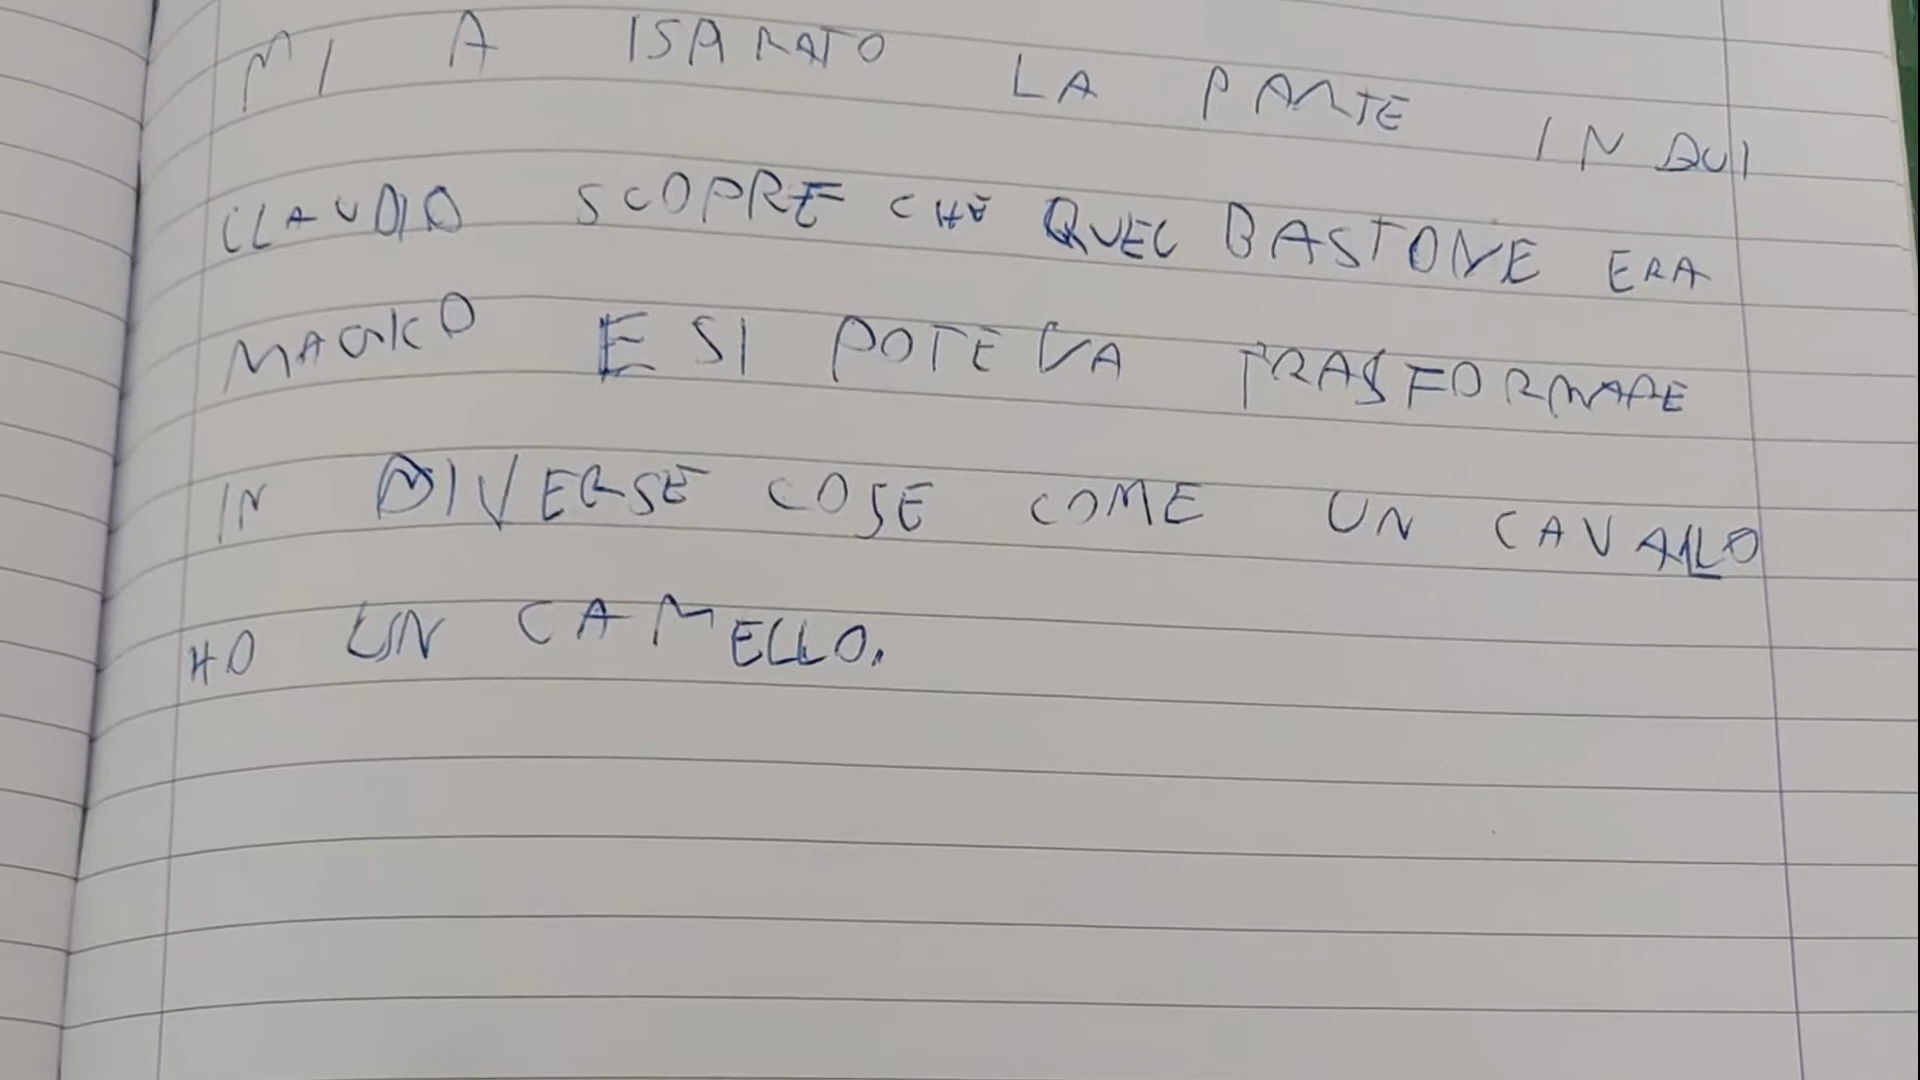 MI A ISARATO LA PARTE IN QUI
CLAUDIO SCOPRE CHE QUEL BASTONE ERA
MAGICO E SI POTEVA TRASFORMARE
IN DIVERSE COSE COME UN CAVALLO
HO UN CAMELLO.